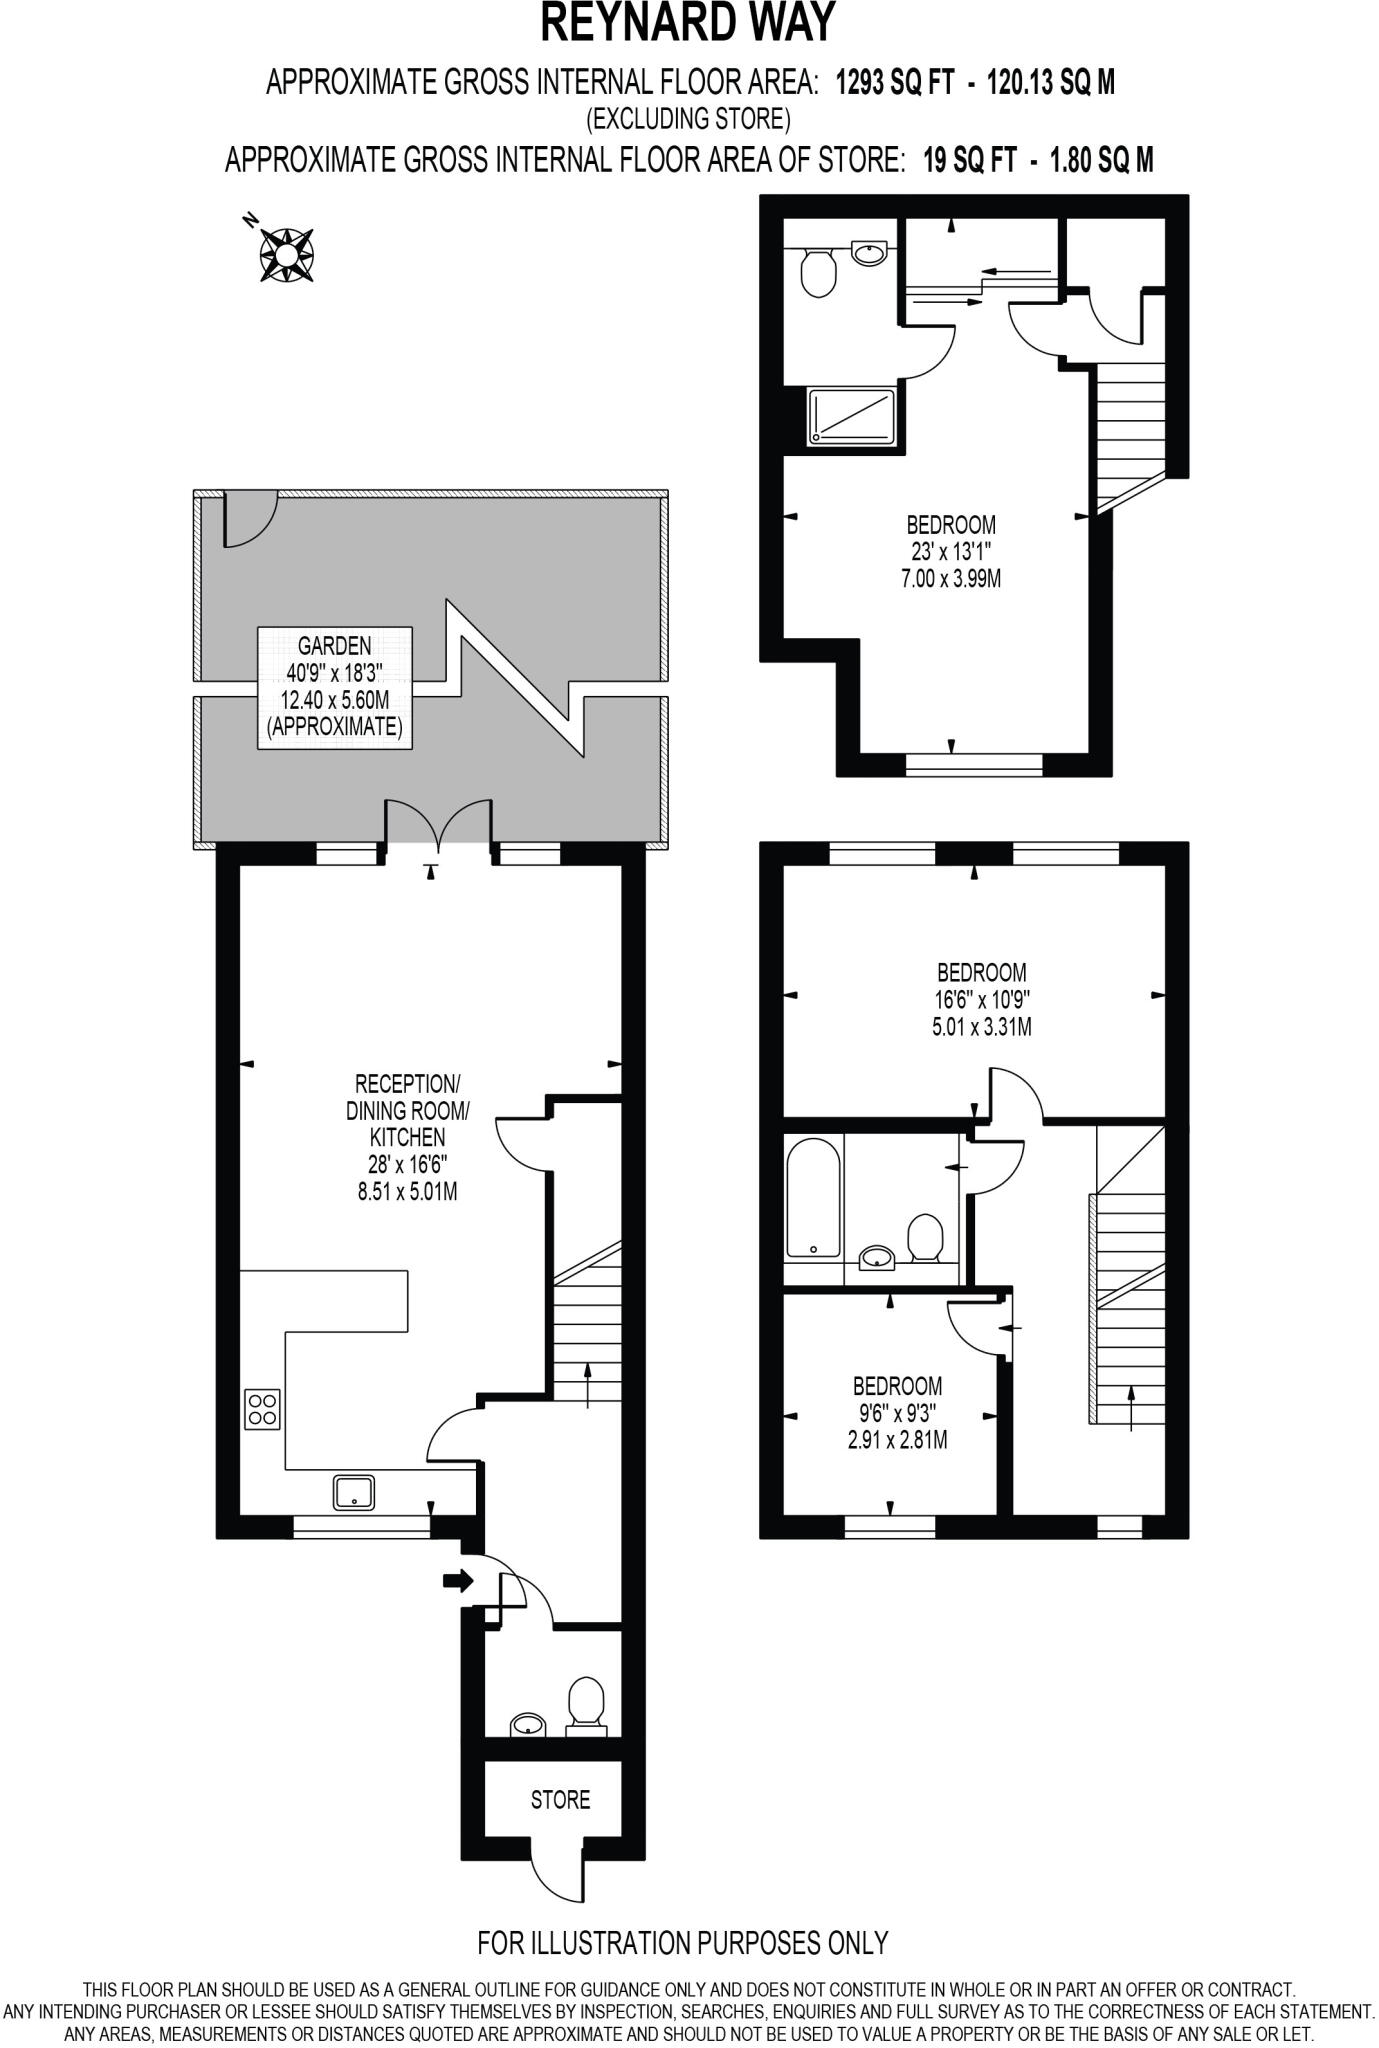 REYNARD WAY
APPROXIMATE GROSS INTERNAL FLOOR AREA: 1293 SQ FT - 120.13 SQ M
(EXCLUDING STORE)
APPROXIMATE GROSS INTERNAL FLOOR AREA OF STORE: 19 SQ FT - 1.80 SQ M
N
BEDROOM
23' x 13'1"
7.00 x 3.99M
GARDEN
40'9" x 18'3"
12.40 x 5.60M
(APPROXIMATE)
BEDROOM
16'6" x 10'9"
5.01 x 3.31M
RECEPTION/
DINING ROOM/
KITCHEN
28' x 16'6"
8.51 x 5.01M
BEDROOM
9'6" x 9'3"
2.91 x 2.81M
STORE
FOR ILLUSTRATION PURPOSES ONLY
THIS FLOOR PLAN SHOULD BE USED AS A GENERAL OUTLINE FOR GUIDANCE ONLY AND DOES NOT CONSTITUTE IN WHOLE OR IN PART AN OFFER OR CONTRACT.
ANY INTENDING PURCHASER OR LESSEE SHOULD SATISFY THEMSELVES BY INSPECTION, SEARCHES, ENQUIRIES AND FULL SURVEY AS TO THE CORRECTNESS OF EACH STATEMENT.
ANY AREAS, MEASUREMENTS OR DISTANCES QUOTED ARE APPROXIMATE AND SHOULD NOT BE USED TO VALUE A PROPERTY OR BE THE BASIS OF ANY SALE OR LET.